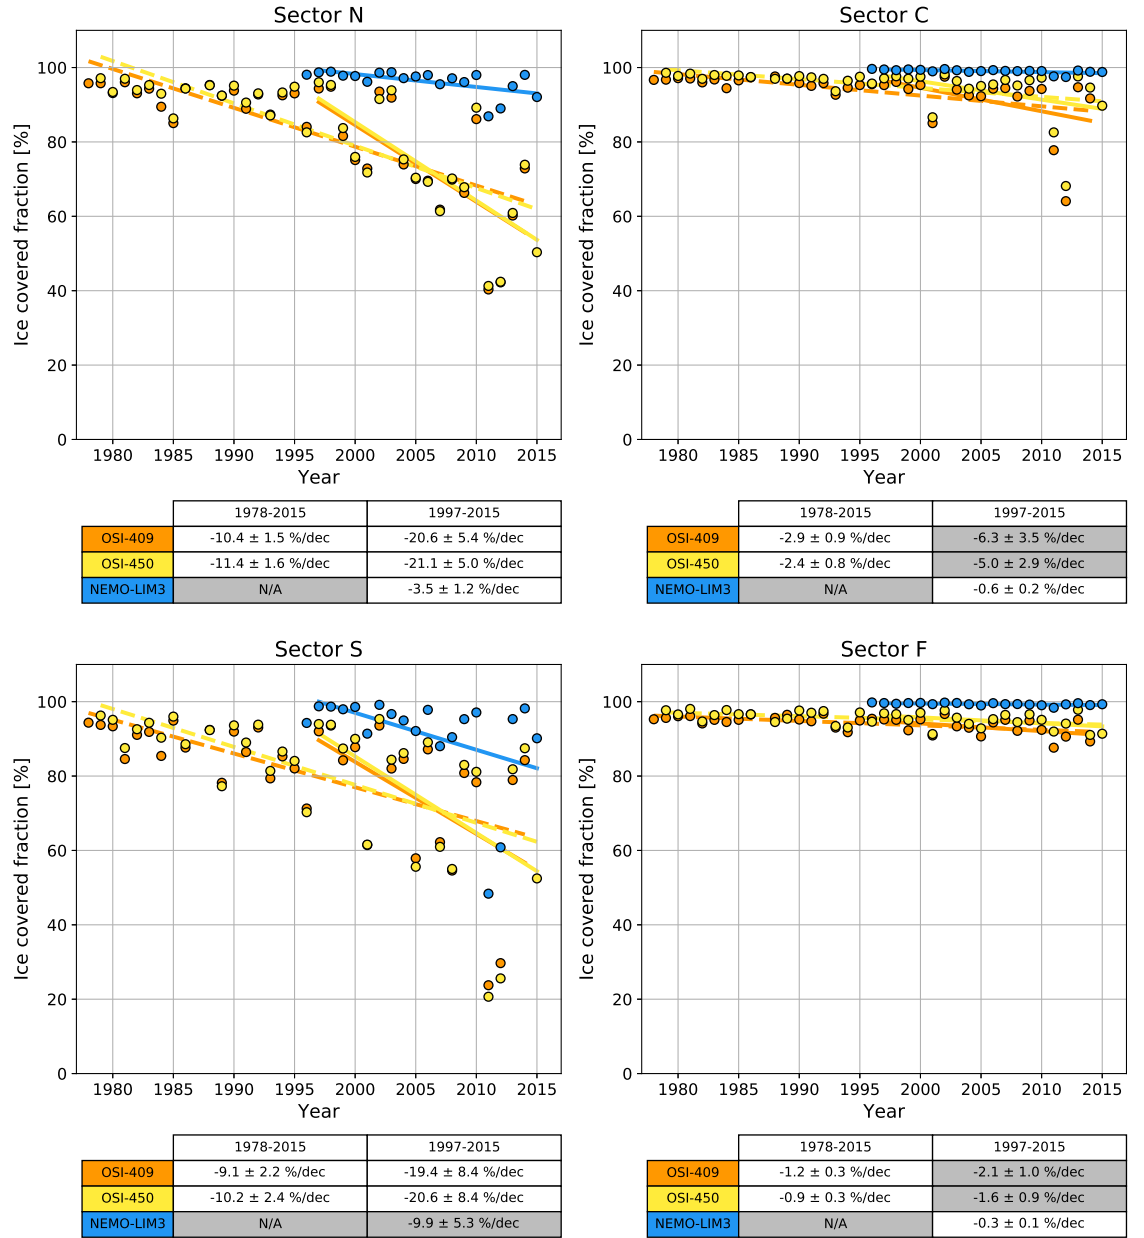 Sector N
Ice covered fraction [%]
100
80
60
40
20
0
1980 1985 1990 1995 2000 2005 2010 2015
Year
1978-2015 1997-2015
OSI-409 -10.4 ± 1.5 %/dec -20.6 ± 5.4 %/dec
OSI-450 -11.4 ± 1.6 %/dec -21.1 ± 5.0 %/dec
NEMO-LIM3 N/A -3.5 ± 1.2 %/dec
Sector C
Ice covered fraction [%]
100
80
60
40
20
0
1980 1985 1990 1995 2000 2005 2010 2015
Year
1978-2015 1997-2015
OSI-409 -2.9 ± 0.9 %/dec -6.3 ± 3.5 %/dec
OSI-450 -2.4 ± 0.8 %/dec -5.0 ± 2.9 %/dec
NEMO-LIM3 N/A -0.6 ± 0.2 %/dec
Sector S
Ice covered fraction [%]
100
80
60
40
20
0
1980 1985 1990 1995 2000 2005 2010 2015
Year
1978-2015 1997-2015
OSI-409 -9.1 ± 2.2 %/dec -19.4 ± 8.4 %/dec
OSI-450 -10.2 ± 2.4 %/dec -20.6 ± 8.4 %/dec
NEMO-LIM3 N/A -9.9 ± 5.3 %/dec
Sector F
Ice covered fraction [%]
100
80
60
40
20
0
1980 1985 1990 1995 2000 2005 2010 2015
Year
1978-2015 1997-2015
OSI-409 -1.2 ± 0.3 %/dec -2.1 ± 1.0 %/dec
OSI-450 -0.9 ± 0.3 %/dec -1.6 ± 0.9 %/dec
NEMO-LIM3 N/A -0.3 ± 0.1 %/dec